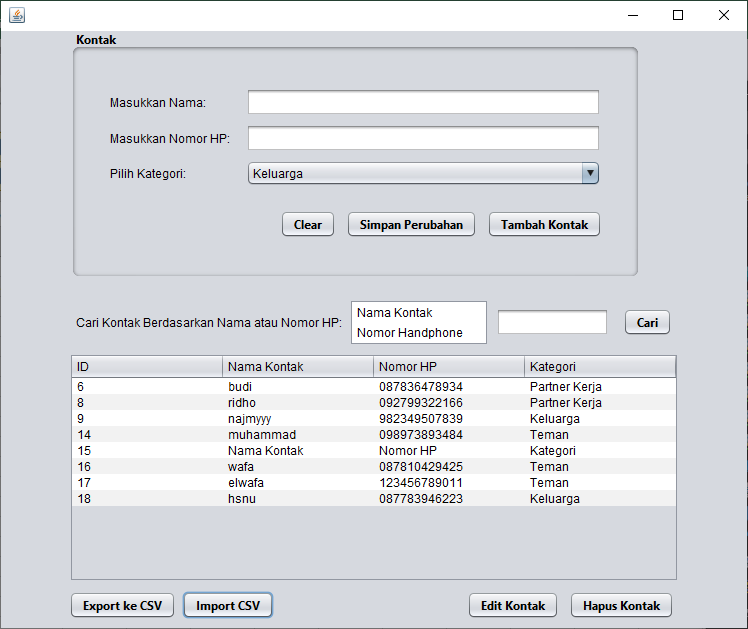 Kontak
Masukkan Nama:
Masukkan Nomor HP:
Pilih Kategori: Keluarga
Clear Simpan Perubahan Tambah Kontak
Cari Kontak Berdasarkan Nama atau Nomor HP:
Nama Kontak
Nomor Handphone
Cari
ID Nama Kontak Nomor HP Kategori
6 budi 087836478934 Partner Kerja
8 ridho 092799322166 Partner Kerja
9 najmyyy 982349507839 Keluarga
14 muhammad 098973893484 Teman
15 Nama Kontak Nomor HP Kategori
16 wafa 087810429425 Teman
17 elwafa 123456789011 Teman
18 hsnu 087783946223 Keluarga
Export ke CSV Import CSV Edit Kontak Hapus Kontak